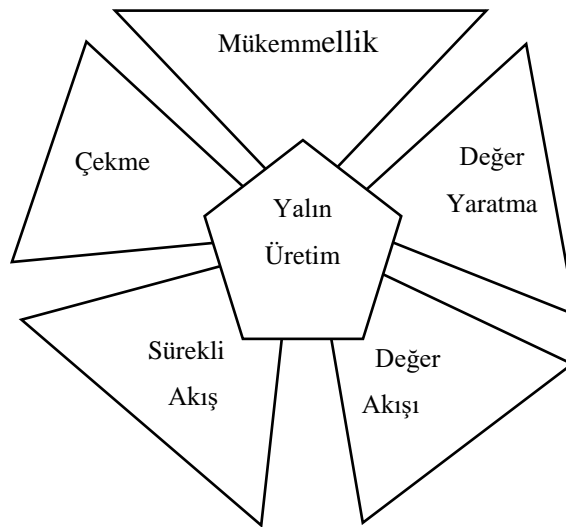 Mükemmellik
Çekme
Değer
Yaratma
Yalın
Üretim
Sürekli
Akış
Değer
Akışı